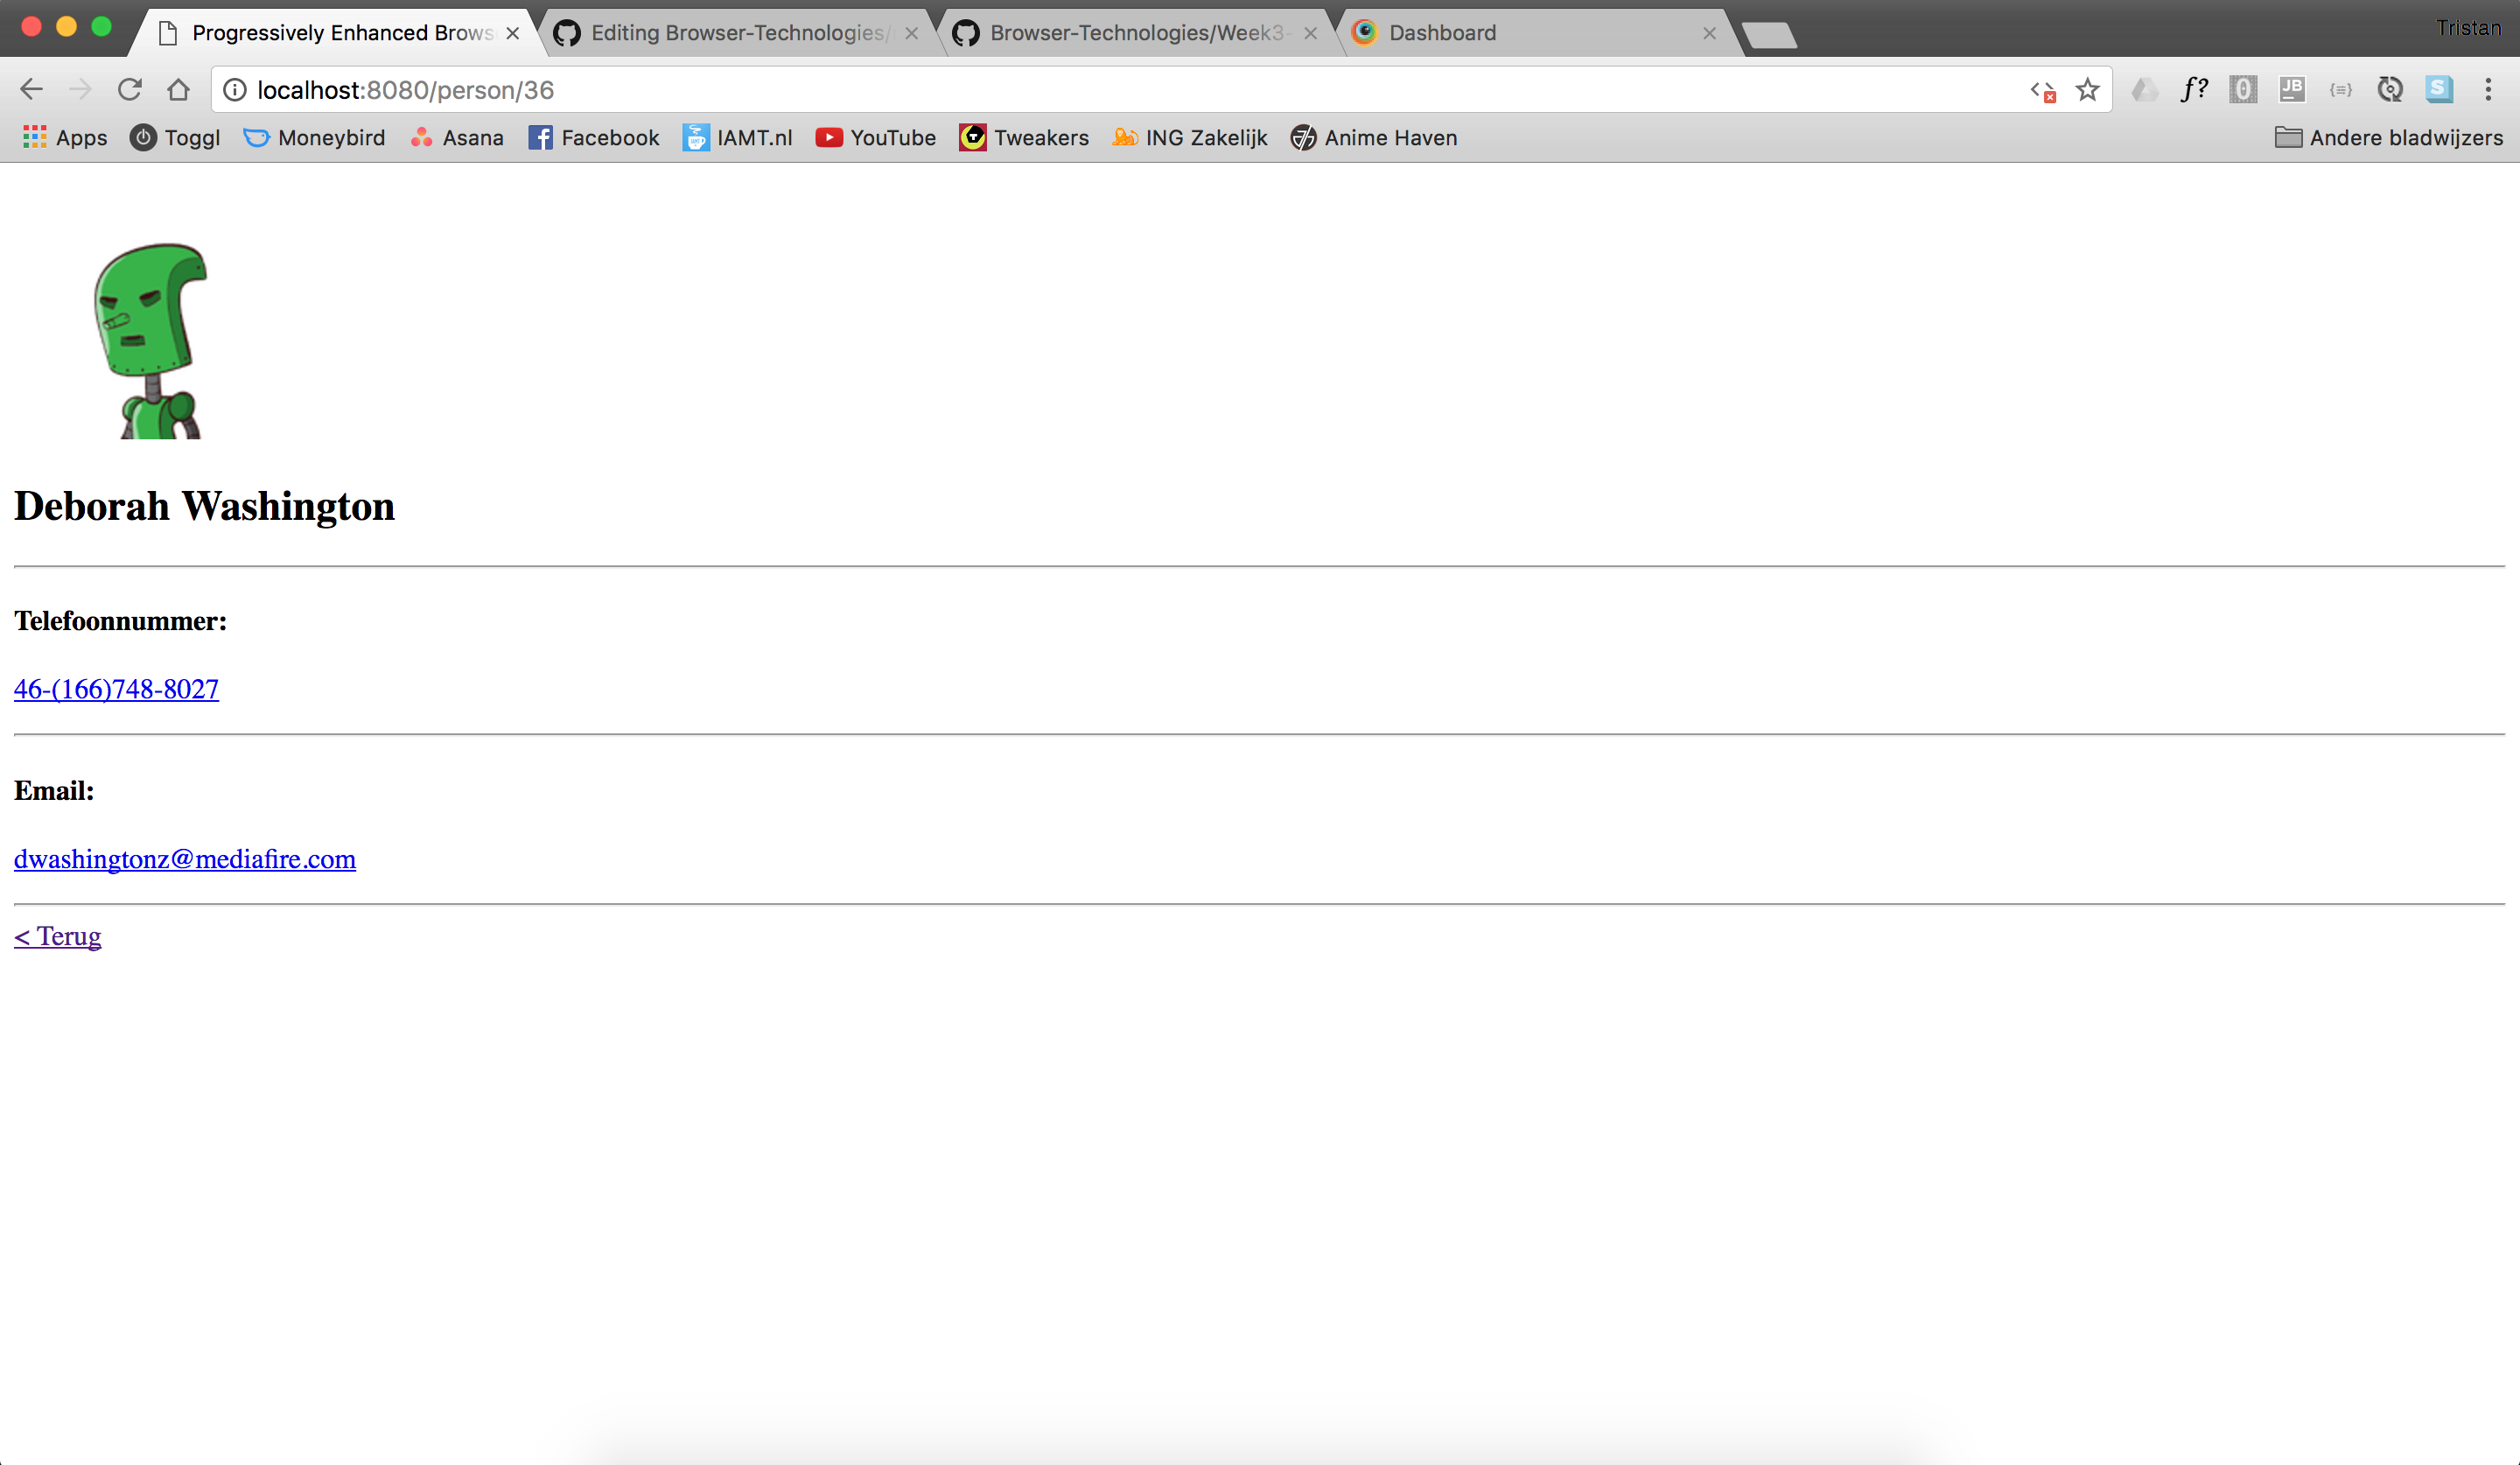 Progressively Enhanced Brows
Editing Browser-Technologies/
Browser-Technologies/Week3-
Dashboard
Tristan
localhost:8080/person/36
f?
JB
S
Apps
Toggl
Moneybird
Asana
Facebook
IAMT.nl
YouTube
Tweakers
ING Zakelijk
Anime Haven
Andere bladwijzers
Deborah Washington
Telefoonnummer:
46-(166)748-8027
Email:
dwashingtonz@mediafire.com
< Terug